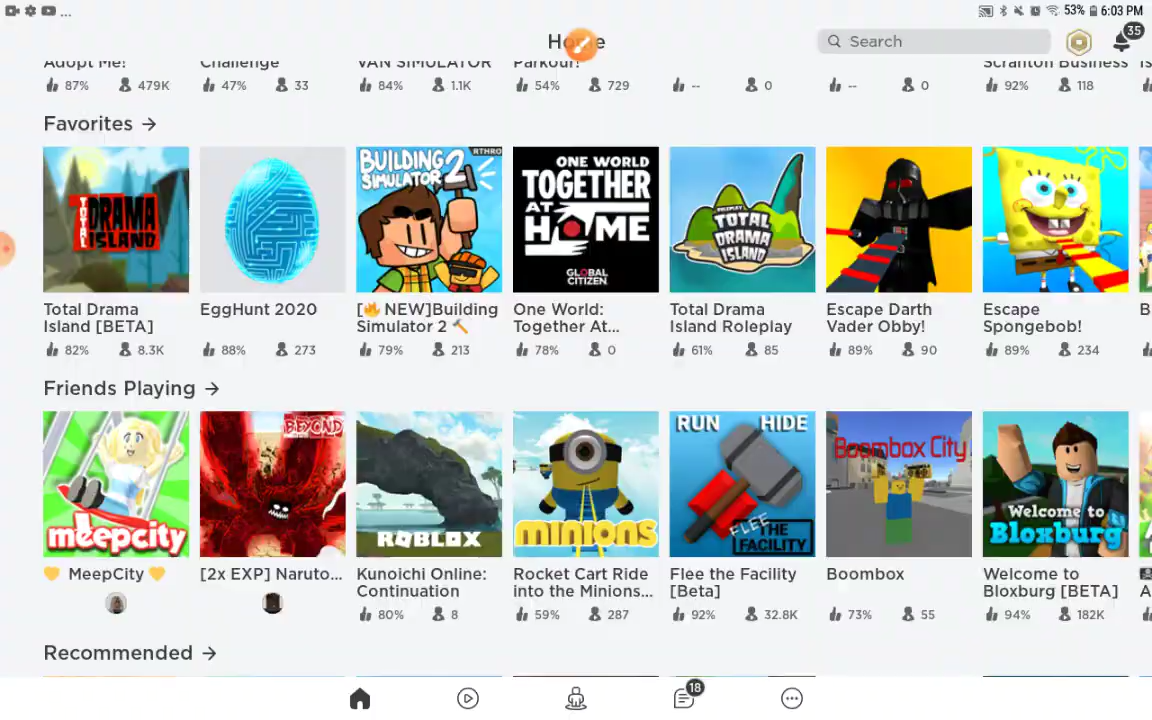 ... 53% 6:03 PM
Home Search 35
Adopt Me! Challenge VAN SIMULATOR Parkour! Scranton Business
87% 479K 47% 33 84% 1.1K 54% 729 -- 0 -- 0 92% 118
Favorites →
TOTAL DRAMA ISLAND
BUILDING SIMULATOR 2 RTHRO
ONE WORLD
TOGETHER
AT HOME
GLOBAL
CITIZEN
ROLEPLAY
TOTAL
DRAMA
ISLAND
Total Drama Island [BETA]
EggHunt 2020
[🔥 NEW]Building Simulator 2 🔨
One World: Together At...
Total Drama Island Roleplay
Escape Darth Vader Obby!
Escape Spongebob!
B
82% 8.3K 88% 273 79% 213 78% 0 61% 85 89% 90 89% 234
Friends Playing →
meepcity
BEYOND
ROBLOX
MINIONS
RUN HIDE
FLEE THE FACILITY
Boombox City
Welcome to
Bloxburg
💛 MeepCity 💛
[2x EXP] Naruto...
Kunoichi Online: Continuation
Rocket Cart Ride into the Minions...
Flee the Facility [Beta]
Boombox
Welcome to Bloxburg [BETA]
A
80% 8 59% 287 92% 32.8K 73% 55 94% 182K
Recommended →
18